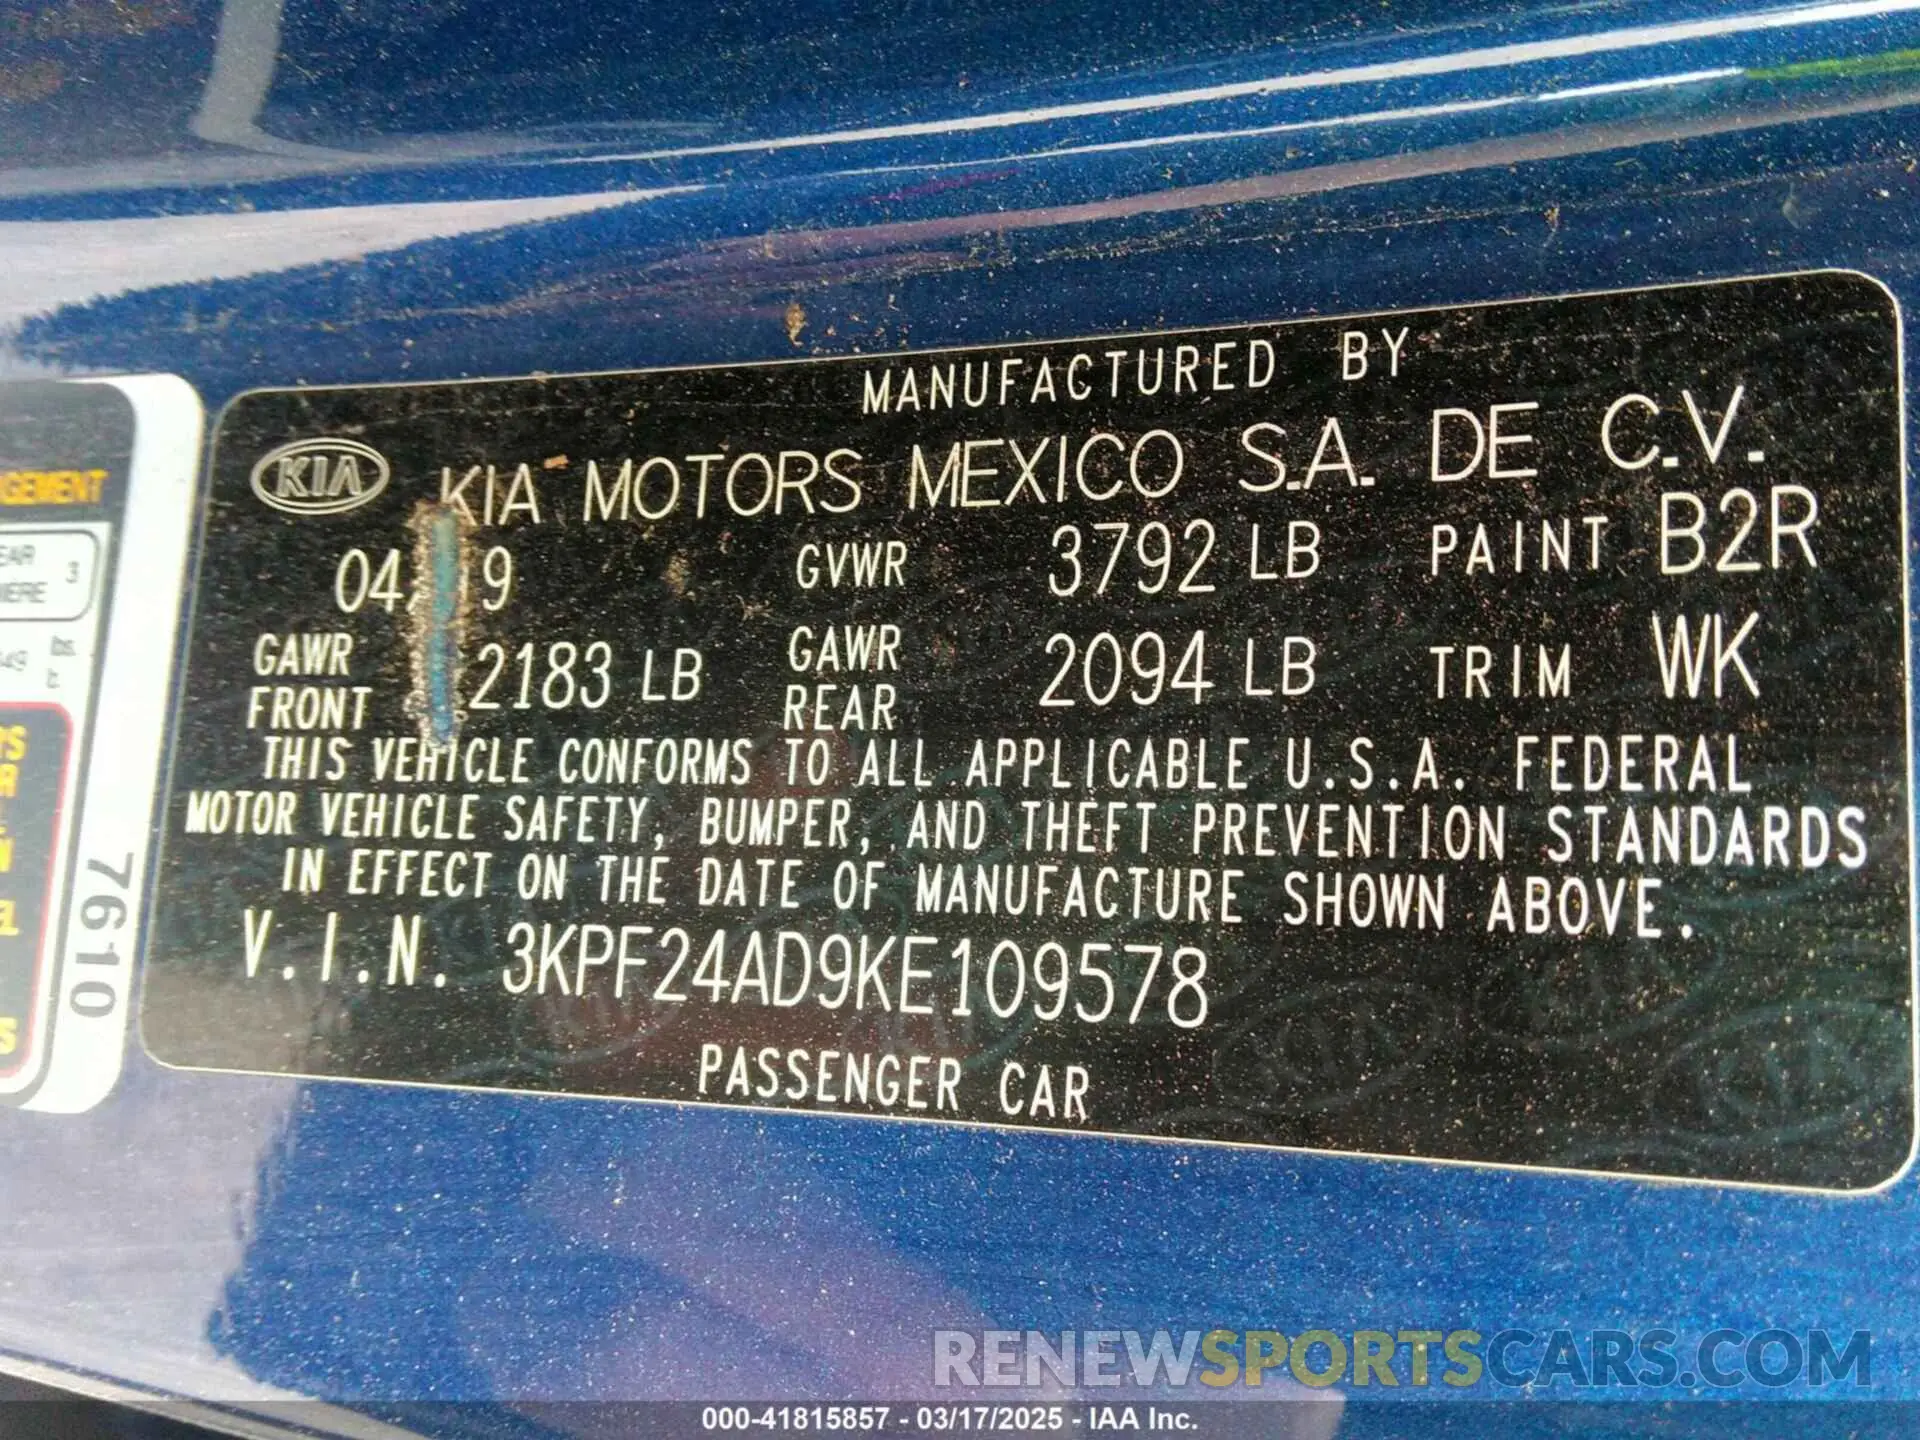 MANUFACTURED BY
KIA KIA MOTORS MEXICO S.A. DE C.V.
04 9 GVWR 3792 LB PAINT B2R
GAWR FRONT 2183 LB GAWR REAR 2094 LB TRIM WK
THIS VEHICLE CONFORMS TO ALL APPLICABLE U.S.A. FEDERAL
MOTOR VEHICLE SAFETY, BUMPER, AND THEFT PREVENTION STANDARDS
IN EFFECT ON THE DATE OF MANUFACTURE SHOWN ABOVE.
V.I.N. 3KPF24AD9KE109578
PASSENGER CAR
7610
RENEWSPORTSCARS.COM
000-41815857 - 03/17/2025 - IAA Inc.